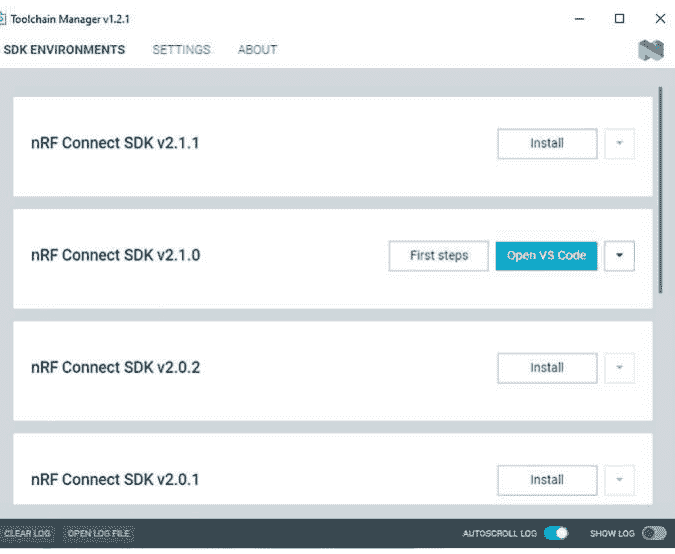 Toolchain Manager v1.2.1
SDK ENVIRONMENTS SETTINGS ABOUT
nRF Connect SDK v2.1.1 Install
nRF Connect SDK v2.1.0 First steps Open VS Code
nRF Connect SDK v2.0.2 Install
nRF Connect SDK v2.0.1 Install
CLEAR LOG OPEN LOG FILE AUTOSCROLL LOG SHOW LOG